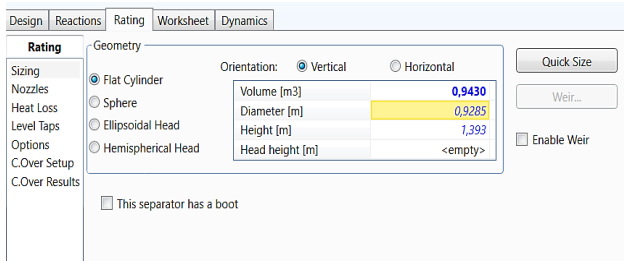 Design Reactions Rating Worksheet Dynamics
Rating
Sizing
Nozzles
Heat Loss
Level Taps
Options
C.Over Setup
C.Over Results
Geometry
Flat Cylinder
Sphere
Ellipsoidal Head
Hemispherical Head
Orientation: Vertical Horizontal
Volume [m3] 0,9430
Diameter [m] 0,9285
Height [m] 1,393
Head height [m] <empty>
This separator has a boot
Quick Size
Weir...
Enable Weir